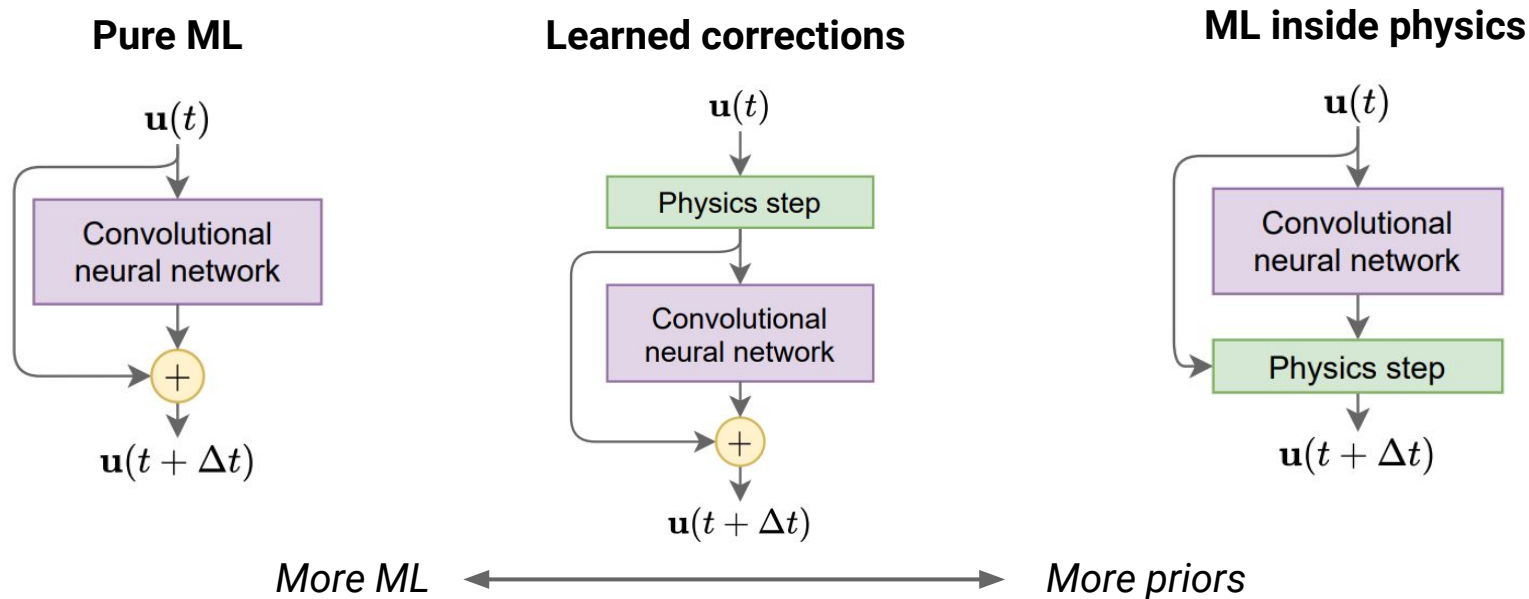 Pure ML
u(t)
Convolutional
neural network
+
u(t + Δt)
Learned corrections
u(t)
Physics step
Convolutional
neural network
+
u(t + Δt)
ML inside physics
u(t)
Convolutional
neural network
Physics step
u(t + Δt)
More ML
More priors